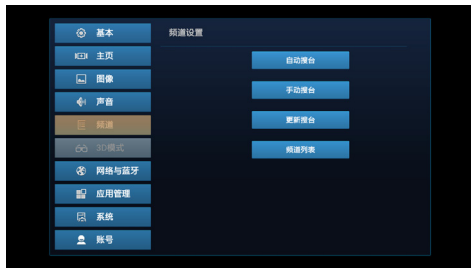 基本
主页
图像
声音
频道
3D模式
网络与蓝牙
应用管理
系统
账号
频道设置
自动搜台
手动搜台
更新搜台
频道列表